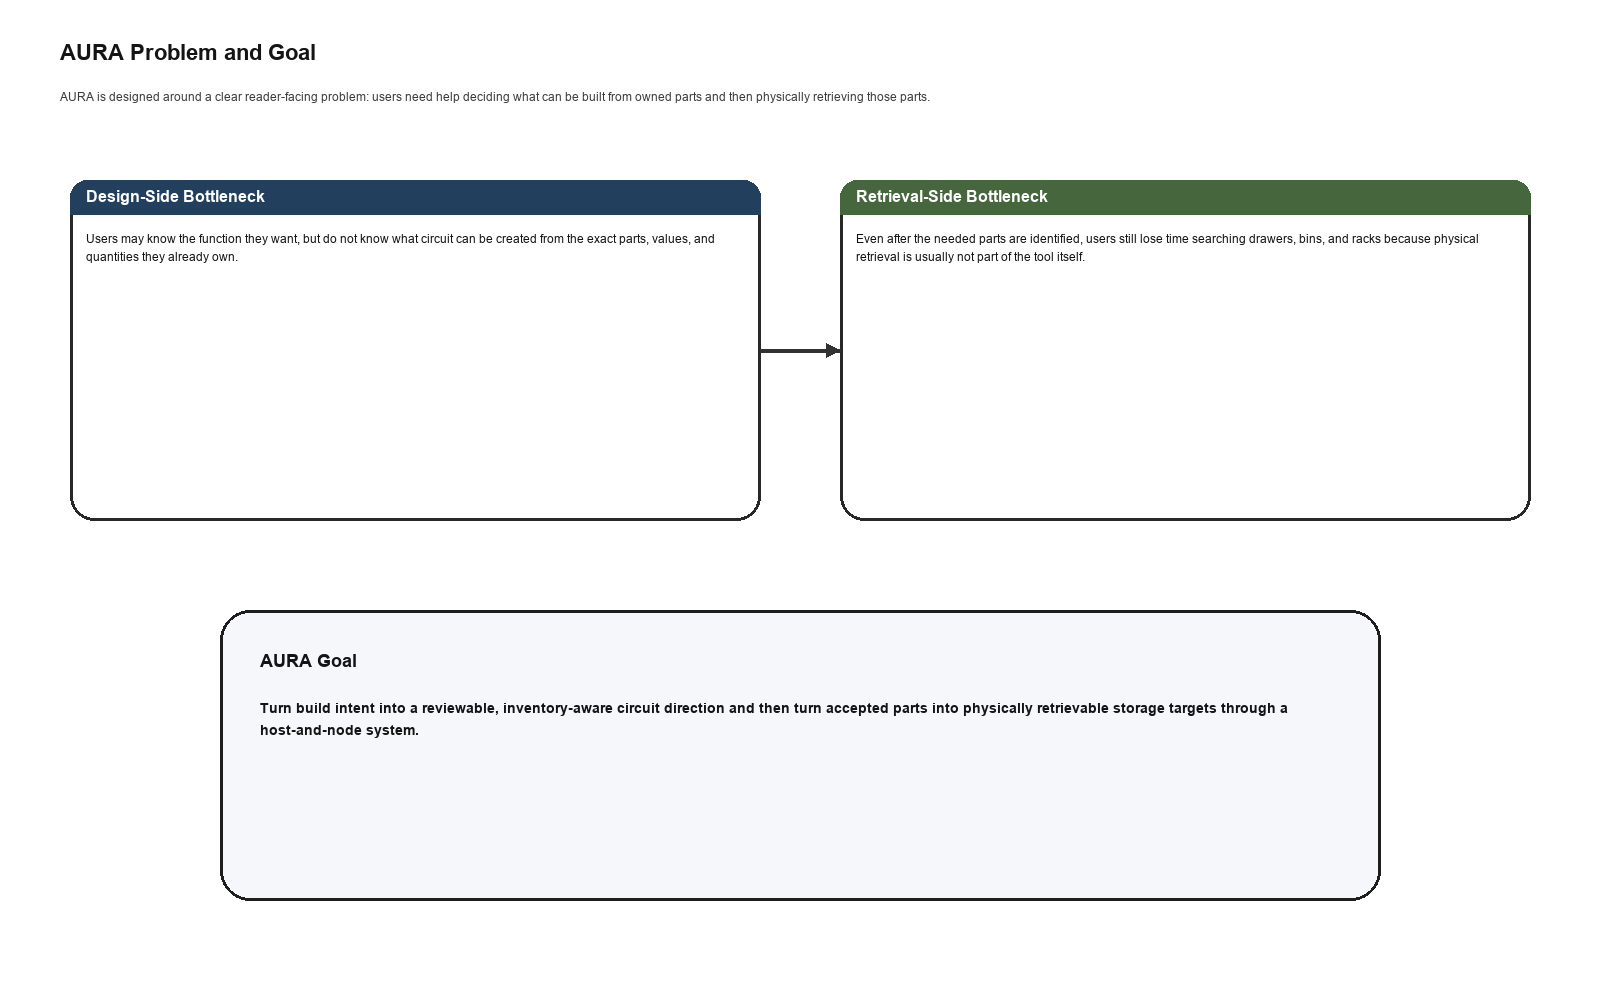 AURA Problem and Goal
AURA is designed around a clear reader-facing problem: users need help deciding what can be built from owned parts and then physically retrieving those parts.
Design-Side Bottleneck
Users may know the function they want, but do not know what circuit can be created from the exact parts, values, and
quantities they already own.
Retrieval-Side Bottleneck
Even after the needed parts are identified, users still lose time searching drawers, bins, and racks because physical
retrieval is usually not part of the tool itself.
AURA Goal
Turn build intent into a reviewable, inventory-aware circuit direction and then turn accepted parts into physically retrievable storage targets through a
host-and-node system.